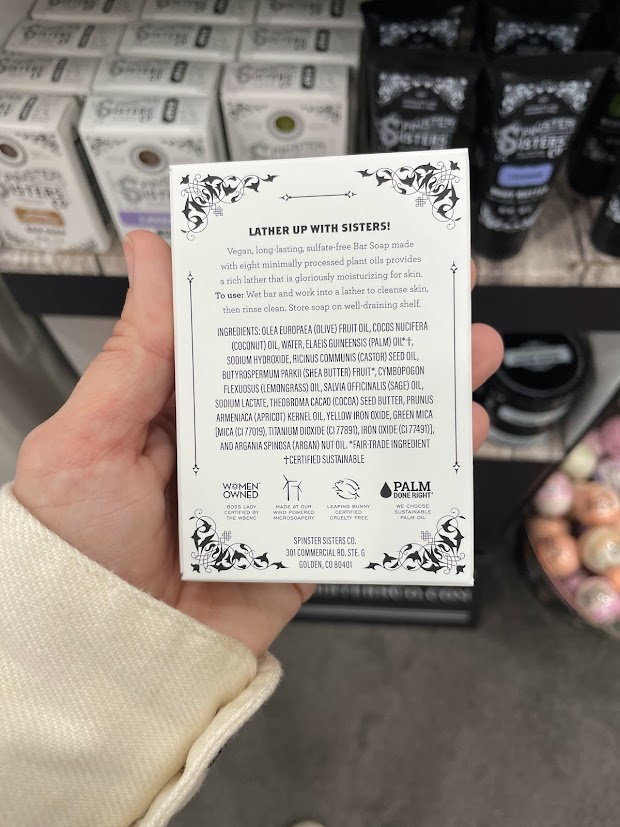 SPINSTER
SISTERS
CO
LATHER UP WITH SISTERS!
Vegan, long-lasting, sulfate-free Bar Soap made
with eight minimally processed plant oils provides
a rich lather that is gloriously moisturizing for skin.
To use: Wet bar and work into a lather to cleanse skin,
then rinse clean. Store soap on well-draining shelf.
INGREDIENTS: OLEA EUROPAEA (OLIVE) FRUIT OIL, COCOS NUCIFERA
(COCONUT) OIL, WATER, ELAEIS GUINEENSIS (PALM) OIL*†,
SODIUM HYDROXIDE, RICINUS COMMUNIS (CASTOR) SEED OIL,
BUTYROSPERMUM PARKII (SHEA BUTTER) FRUIT*, CYMBOPOGON
FLEXUOSUS (LEMONGRASS) OIL, SALVIA OFFICINALIS (SAGE) OIL,
SODIUM LACTATE, THEOBROMA CACAO (COCOA) SEED BUTTER, PRUNUS
ARMENIACA (APRICOT) KERNEL OIL, YELLOW IRON OXIDE, GREEN MICA
[MICA (CI 77019), TITANIUM DIOXIDE (CI 77891), IRON OXIDE (CI 77491)],
AND ARGANIA SPINOSA (ARGAN) NUT OIL. *FAIR-TRADE INGREDIENT
†CERTIFIED SUSTAINABLE
WOMEN
OWNED
BOSS LADY
CERTIFIED BY
THE WBENC
MADE AT OUR
WIND POWERED
MICROSOAPERY
LEAPING BUNNY
CERTIFIED
CRUELTY FREE
PALM
DONE RIGHT
WE CHOOSE
SUSTAINABLE
PALM OIL
SPINSTER SISTERS CO.
301 COMMERCIAL RD. STE. G
GOLDEN, CO 80401